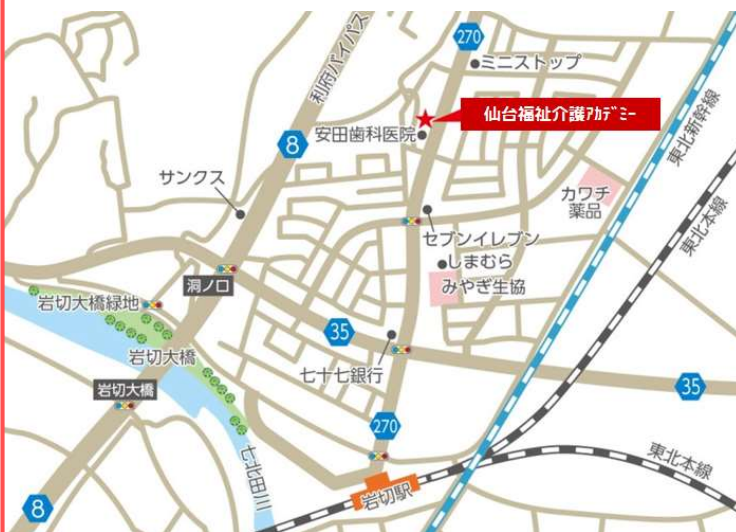 270
ミニストップ
利府バイパス
仙台福祉介護ｱｶﾃﾞﾐｰ
8
安田歯科医院
東北新幹線
サンクス
カワチ
薬品
東北本線
セブンイレブン
しまむら
みやぎ生協
洞ノ口
岩切大橋緑地
35
岩切大橋
七十七銀行
岩切大橋
35
270
七北田川
東北本線
岩切駅
8